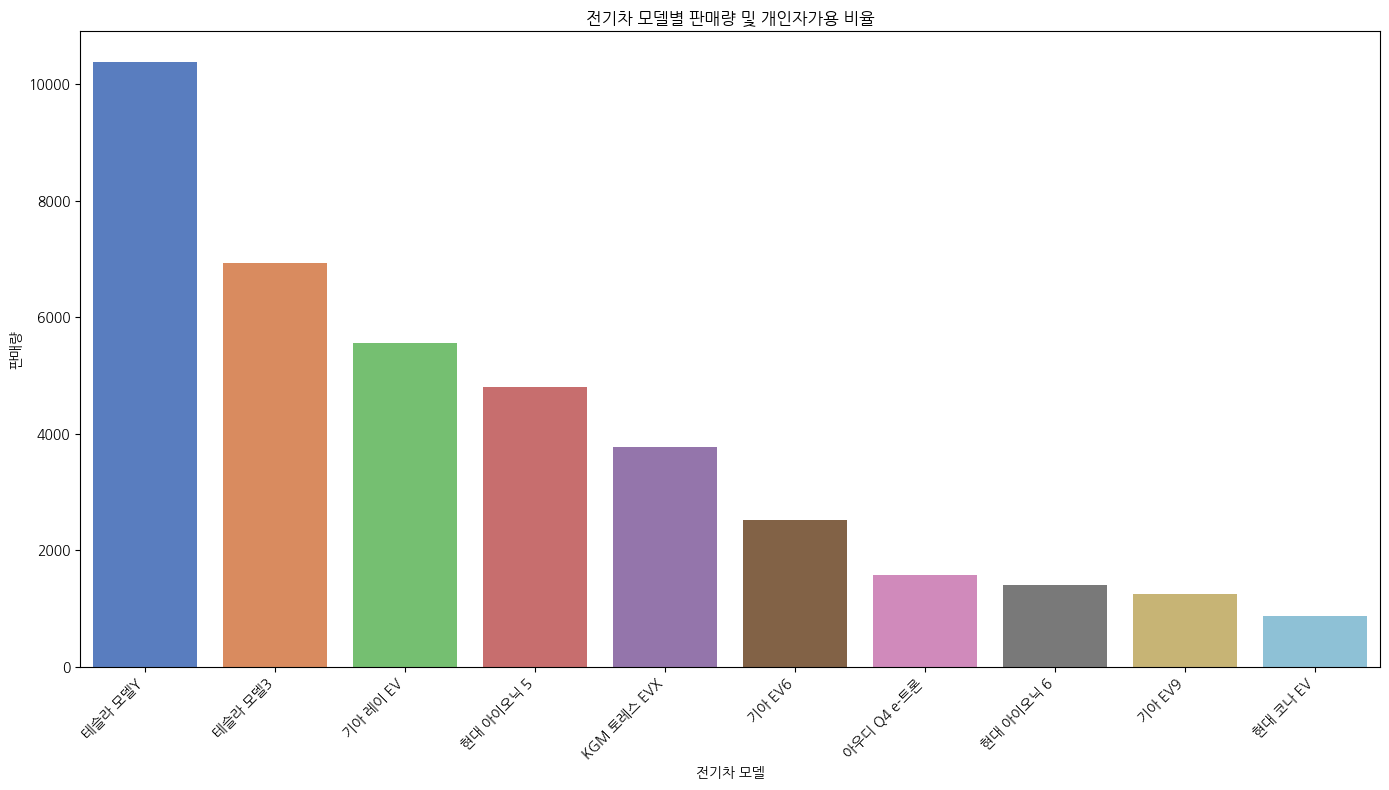 전기차 모델별 판매량 및 개인자가용 비율
판매량
10000
8000
6000
4000
2000
0
테슬라 모델Y
테슬라 모델3
기아 레이 EV
현대 아이오닉 5
KGM 토레스 EVX
기아 EV6
아우디 Q4 e-트론
현대 아이오닉 6
기아 EV9
현대 코나 EV
전기차 모델